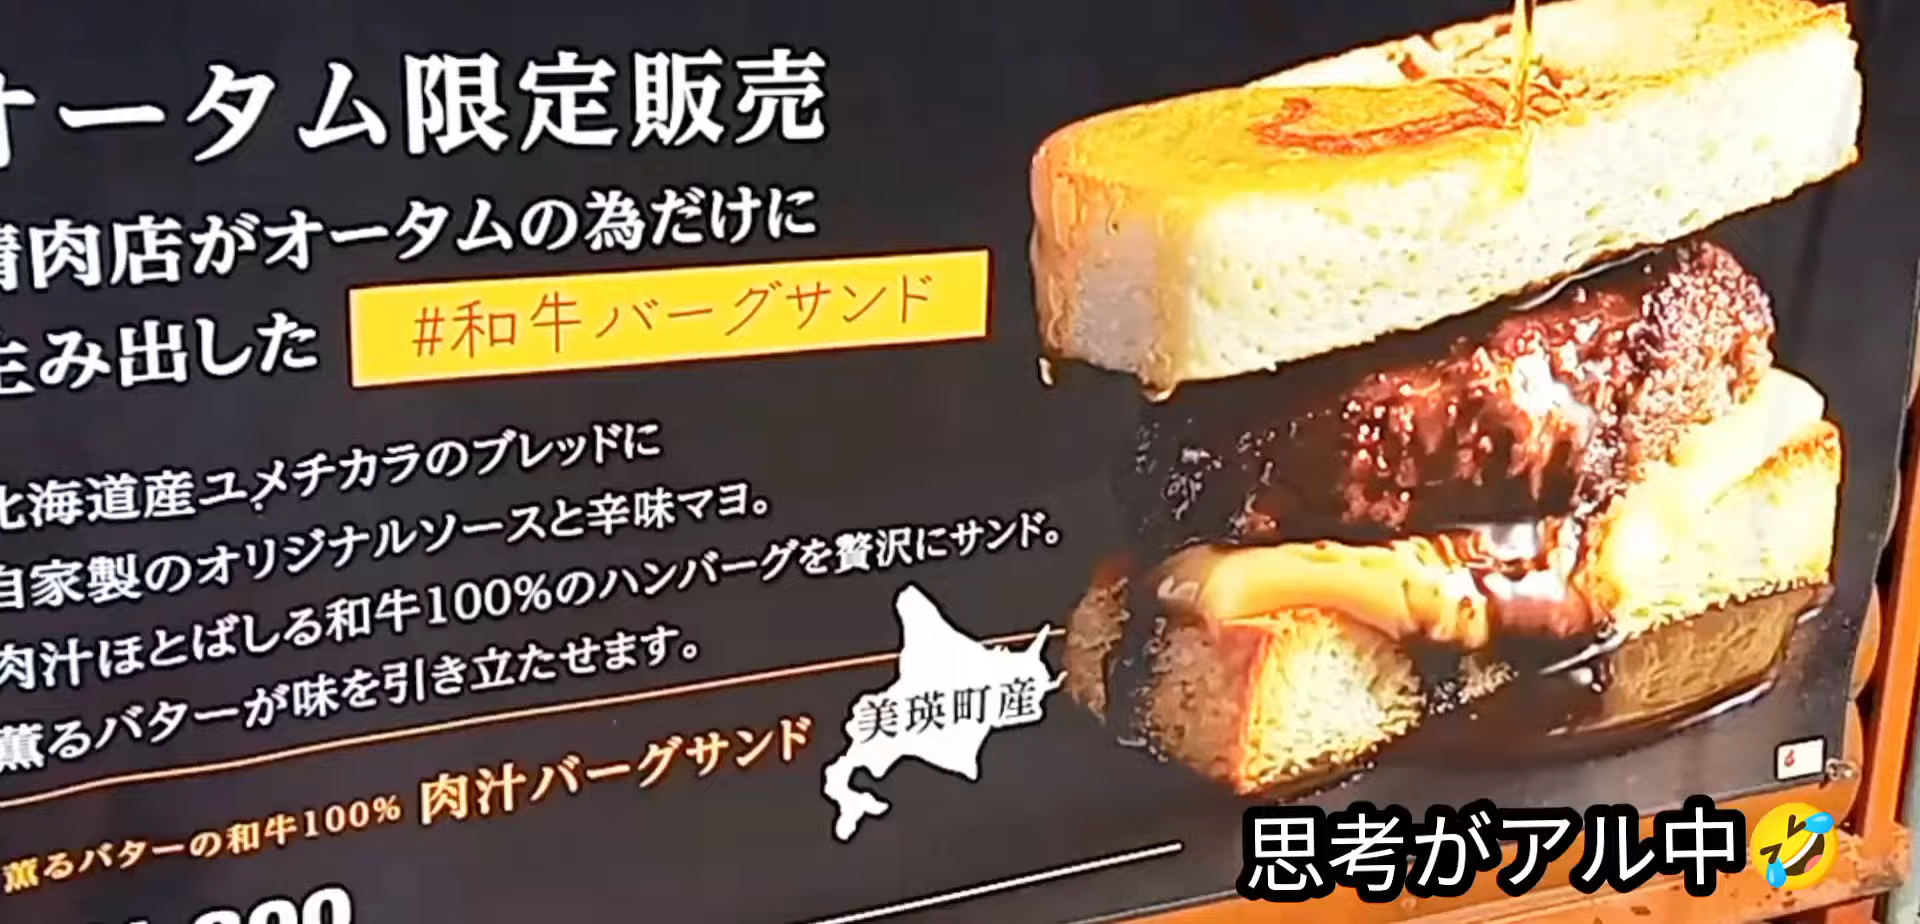 オータム限定販売
精肉店がオータムの為だけに
生み出した #和牛バーグサンド
北海道産ユメチカラのブレッドに
自家製のオリジナルソースと辛味マヨ。
肉汁ほとばしる和牛100%のハンバーグを贅沢にサンド。
薫るバターが味を引き立たせます。
美瑛町産
薫るバターの和牛100% 肉汁バーグサンド
思考がアル中🤣